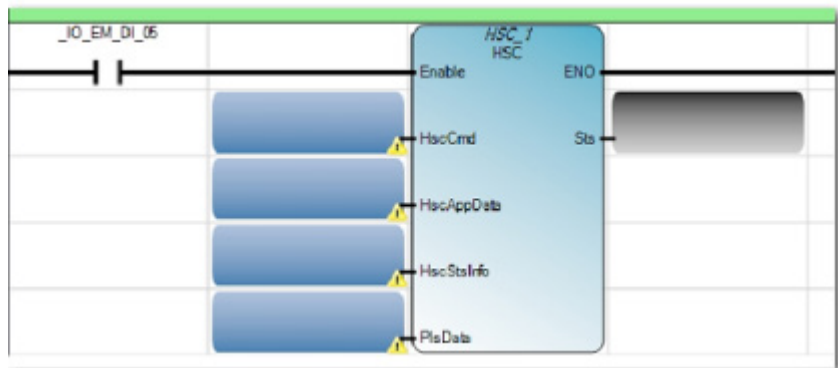 _IO_EM_DI_05
HSC_1
HSC
Enable ENO
HscCmd Sts
HscAppData
HscStsInfo
PlsData